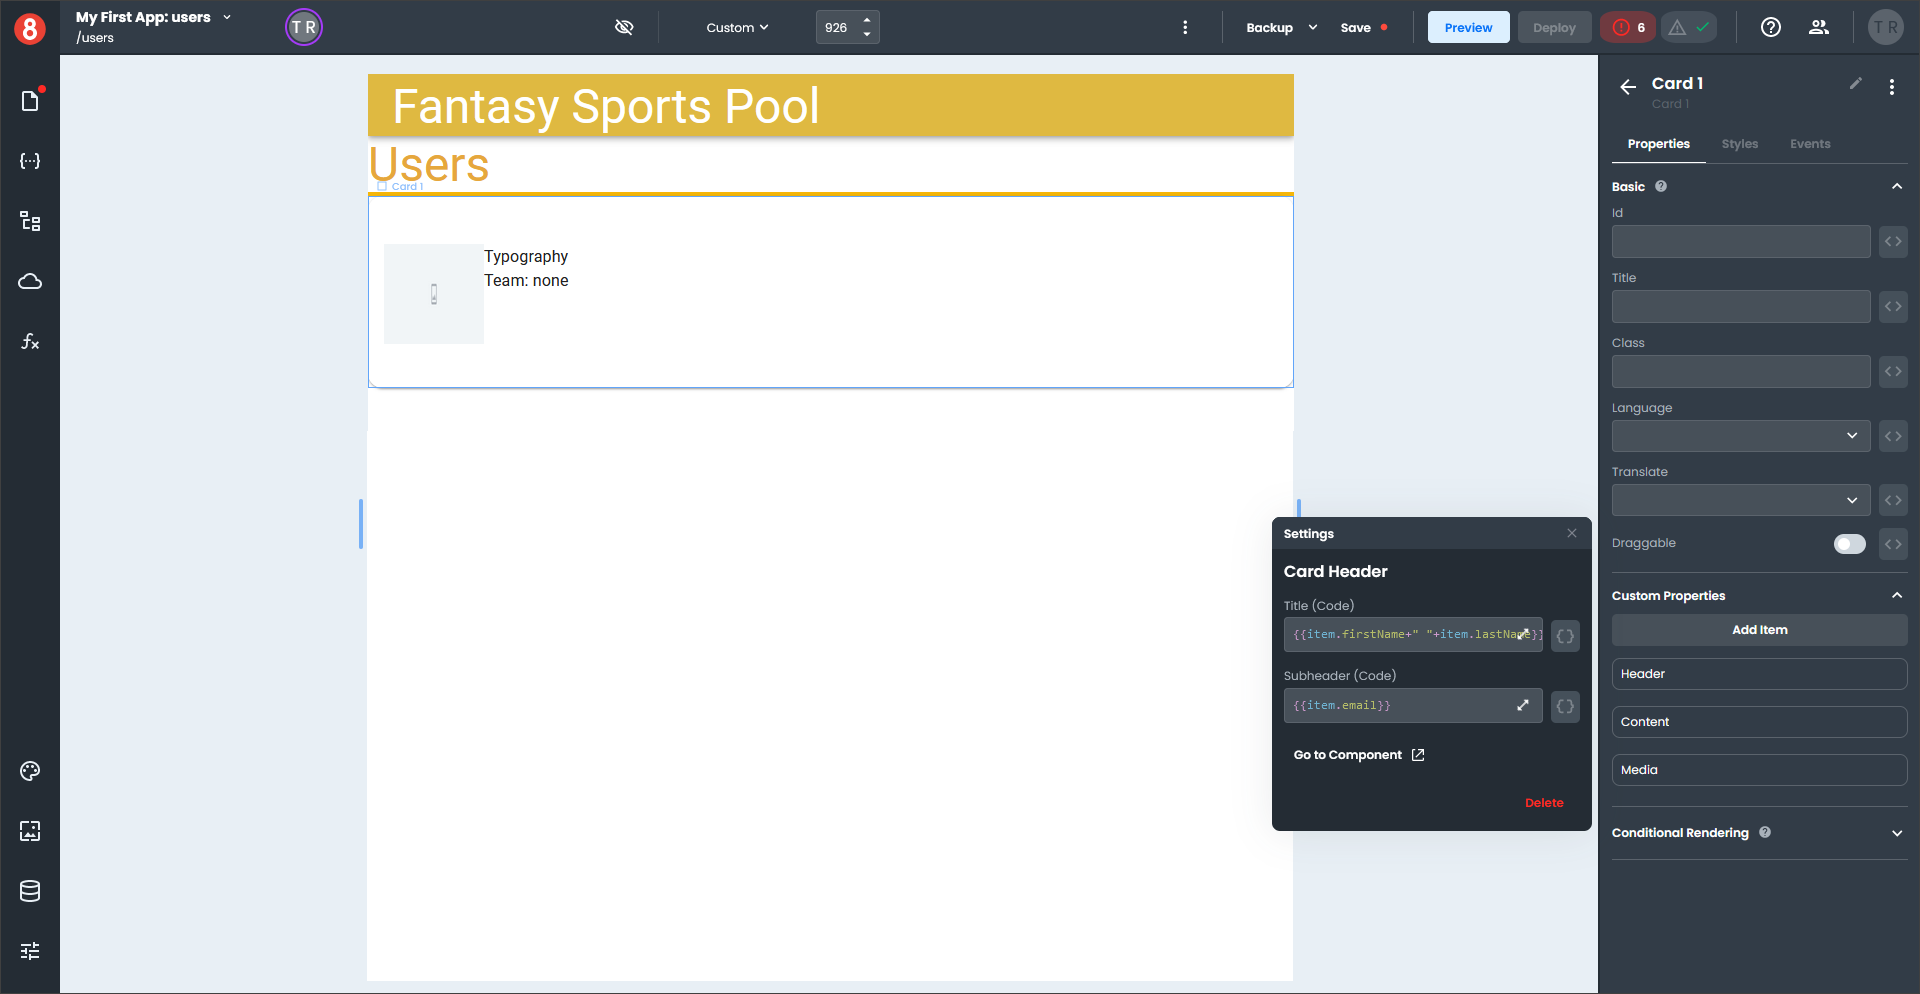 8
My First App: users
/users
T R
Custom
926
Backup
Save
Preview
Deploy
6
T R
Fantasy Sports Pool
Users
Card 1
Typography
Team: none
Settings
Card Header
Title (Code)
{{item.firstName+" "+item.lastName}}
Subheader (Code)
{{item.email}}
Go to Component
Delete
Card 1
Card 1
Properties
Styles
Events
Basic
Id
Title
Class
Language
Translate
Draggable
Custom Properties
Add Item
Header
Content
Media
Conditional Rendering